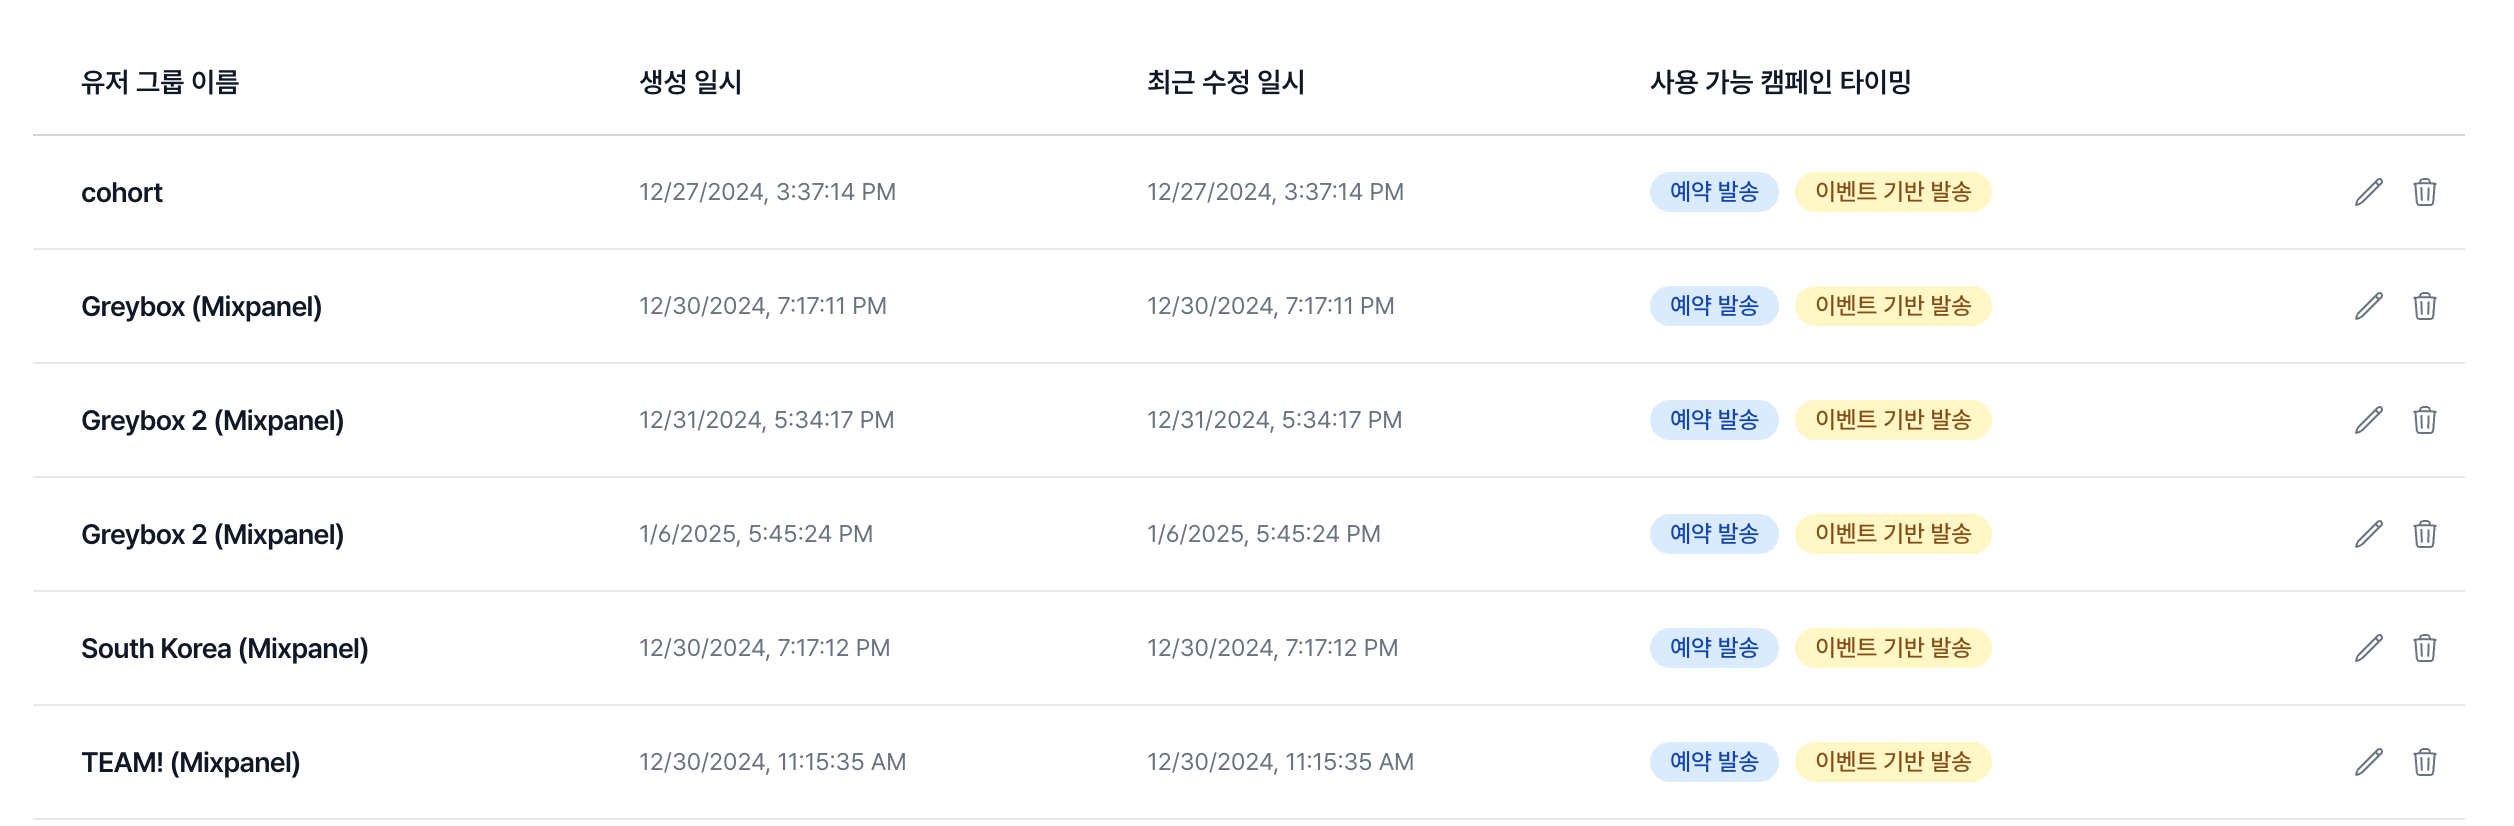 유저 그룹 이름 생성 일시 최근 수정 일시 사용 가능 캠페인 타이밍
cohort 12/27/2024, 3:37:14 PM 12/27/2024, 3:37:14 PM 예약 발송 이벤트 기반 발송
Greybox (Mixpanel) 12/30/2024, 7:17:11 PM 12/30/2024, 7:17:11 PM 예약 발송 이벤트 기반 발송
Greybox 2 (Mixpanel) 12/31/2024, 5:34:17 PM 12/31/2024, 5:34:17 PM 예약 발송 이벤트 기반 발송
Greybox 2 (Mixpanel) 1/6/2025, 5:45:24 PM 1/6/2025, 5:45:24 PM 예약 발송 이벤트 기반 발송
South Korea (Mixpanel) 12/30/2024, 7:17:12 PM 12/30/2024, 7:17:12 PM 예약 발송 이벤트 기반 발송
TEAM! (Mixpanel) 12/30/2024, 11:15:35 AM 12/30/2024, 11:15:35 AM 예약 발송 이벤트 기반 발송